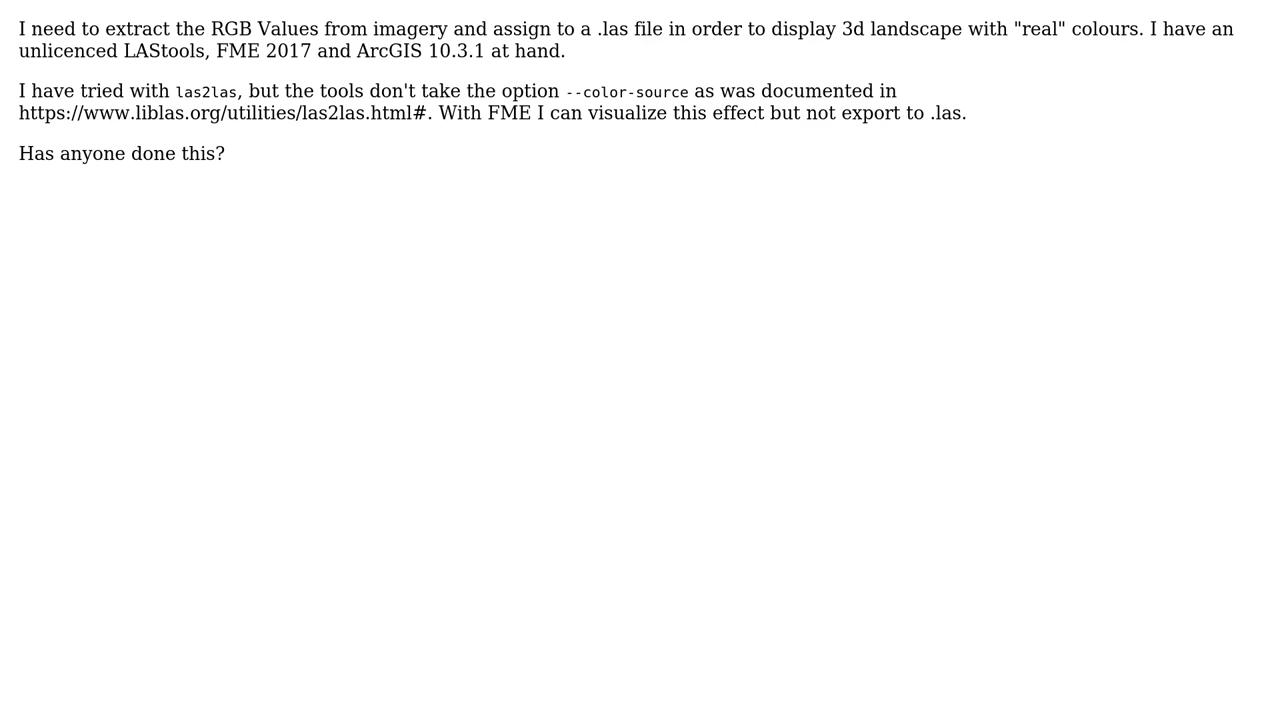 I need to extract the RGB Values from imagery and assign to a .las file in order to display 3d landscape with "real" colours. I have an
unlicenced LAStools, FME 2017 and ArcGIS 10.3.1 at hand.
I have tried with las2las, but the tools don't take the option --color-source as was documented in
https://www.liblas.org/utilities/las2las.html#. With FME I can visualize this effect but not export to .las.
Has anyone done this?